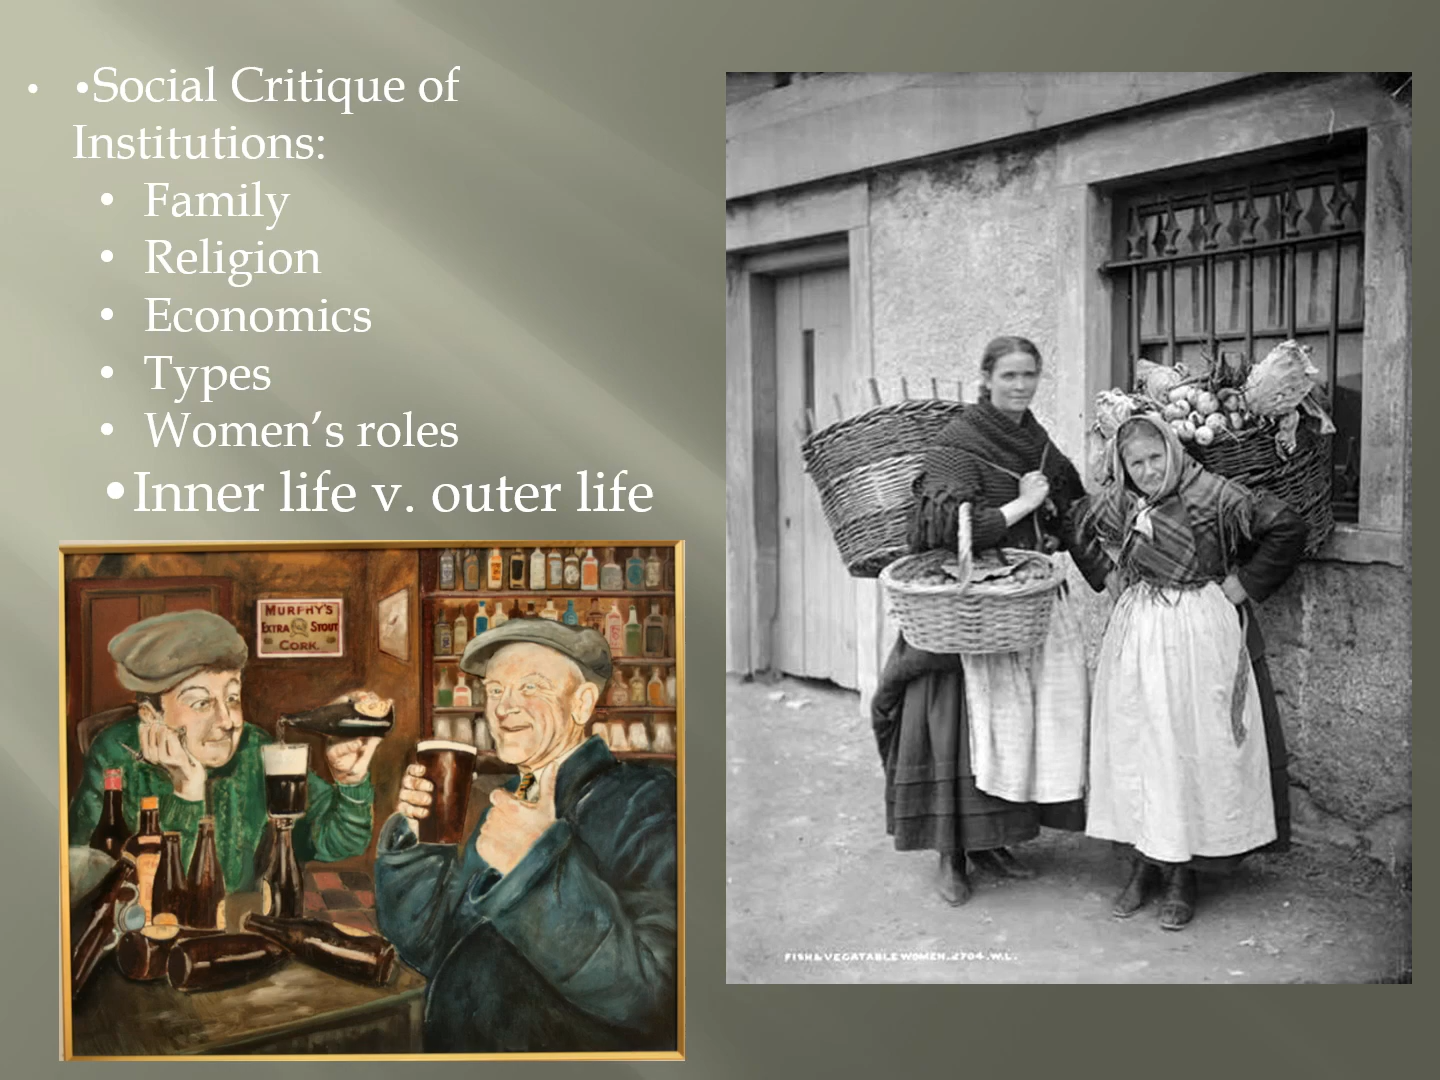 • •Social Critique of
Institutions:
• Family
• Religion
• Economics
• Types
• Women’s roles
•Inner life v. outer life
MURPHY'S
EXTRA STOUT
CORK.
FISH & VEGATABLE WOMEN. 2704. W.L.